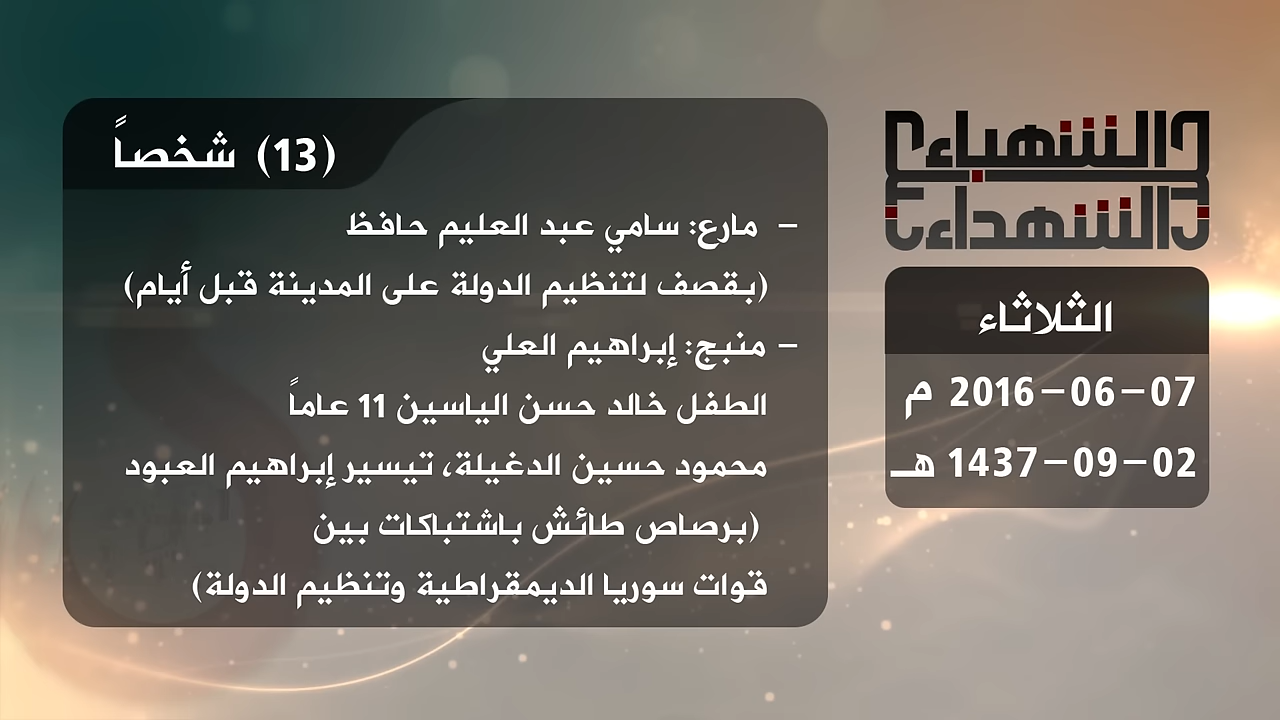 والشهباء
والشهداء
الثلاثاء
07-06-2016 م
02-09-1437 هـ
(13) شخصاً
- مارع: سامي عبد العليم حافظ
(بقصف لتنظيم الدولة على المدينة قبل أيام)
- منبج: إبراهيم العلي
الطفل خالد حسن الياسين 11 عاماً
محمود حسين الدغيلة، تيسير إبراهيم العبود
(برصاص طائش باشتباكات بين
قوات سوريا الديمقراطية وتنظيم الدولة)